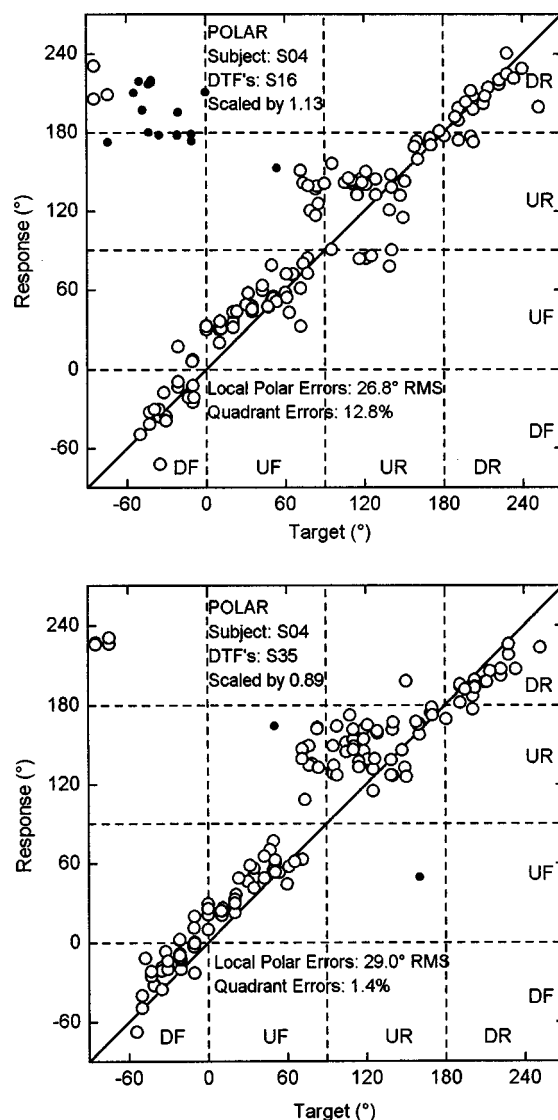 POLAR
Subject: S04
DTF's: S16
Scaled by 1.13
240
180
120
60
0
-60
Response (°)
DR
UR
UF
DF
Local Polar Errors: 26.8° RMS
Quadrant Errors: 12.8%
DF UF UR DR
-60 0 60 120 180 240
Target (°)
POLAR
Subject: S04
DTF's: S35
Scaled by 0.89
240
180
120
60
0
-60
Response (°)
DR
UR
UF
DF
Local Polar Errors: 29.0° RMS
Quadrant Errors: 1.4%
DF UF UR DR
-60 0 60 120 180 240
Target (°)